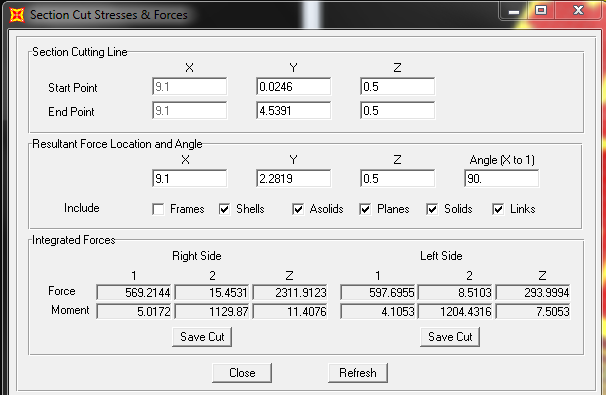 Section Cut Stresses & Forces
Section Cutting Line
X Y Z
Start Point 9.1 0.0246 0.5
End Point 9.1 4.5391 0.5
Resultant Force Location and Angle
X Y Z Angle (X to 1)
9.1 2.2819 0.5 90.
Include Frames Shells Asolids Planes Solids Links
Integrated Forces
Right Side Left Side
1 2 Z 1 2 Z
Force 569.2144 15.4531 2311.9123 597.6955 8.5103 293.9994
Moment 5.0172 1129.87 11.4076 4.1053 1204.4316 7.5053
Save Cut Save Cut
Close Refresh